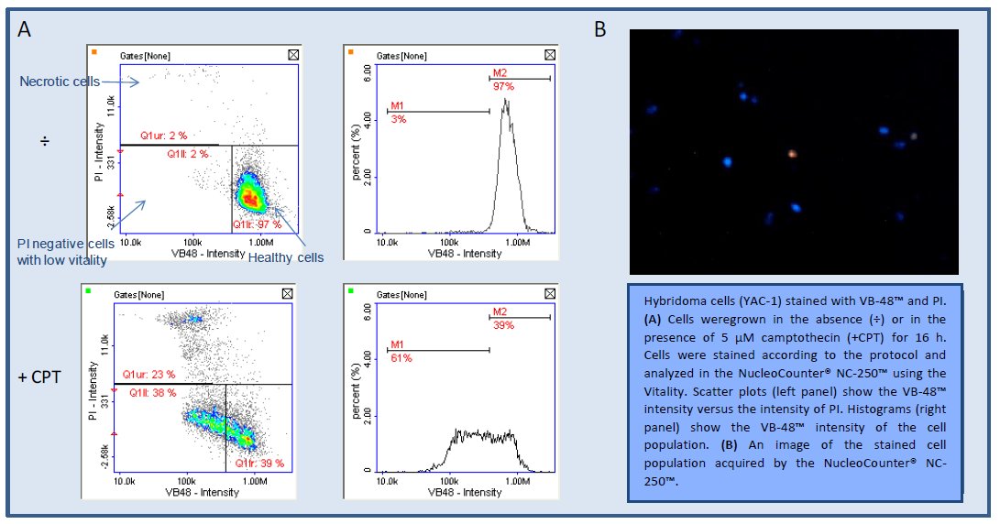 A
B
Gates [None]
Necrotic cells
11.0k
÷
PI - Intensity
Q1ur: 2 %
Q1ll: 2 %
331
-2.58k
Q1lr: 97 %
PI negative cells
with low vitality
Healthy cells
10.0k 100k 1.00M
VB48 - Intensity
Gates [None]
6.00
M2
97%
M1
3%
4.00
percent (%)
2.00
0
10.0k 100k 1.00M
VB48 - Intensity
Gates [None]
11.0k
+ CPT
PI - Intensity
Q1ur: 23 %
Q1ll: 38 %
331
-2.58k
Q1lr: 39 %
10.0k 100k 1.00M
VB48 - Intensity
Gates [None]
6.00
M2
39%
M1
61%
4.00
percent (%)
2.00
0
10.0k 100k 1.00M
VB48 - Intensity
Hybridoma cells (YAC-1) stained with VB-48™ and PI.
(A) Cells weregrown in the absence (÷) or in the
presence of 5 µM camptothecin (+CPT) for 16 h.
Cells were stained according to the protocol and
analyzed in the NucleoCounter® NC-250™ using the
Vitality. Scatter plots (left panel) show the VB-48™
intensity versus the intensity of PI. Histograms (right
panel) show the VB-48™ intensity of the cell
population. (B) An image of the stained cell
population acquired by the NucleoCounter® NC-
250™.